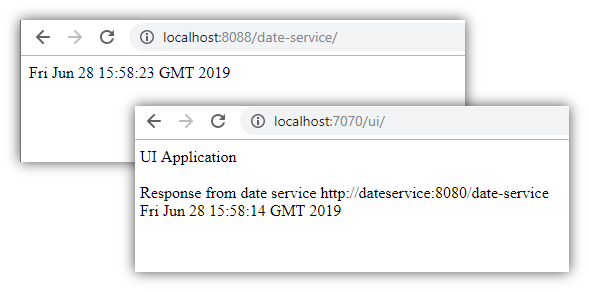 localhost:8088/date-service/
Fri Jun 28 15:58:23 GMT 2019
localhost:7070/ui/
UI Application
Response from date service http://dateservice:8080/date-service
Fri Jun 28 15:58:14 GMT 2019